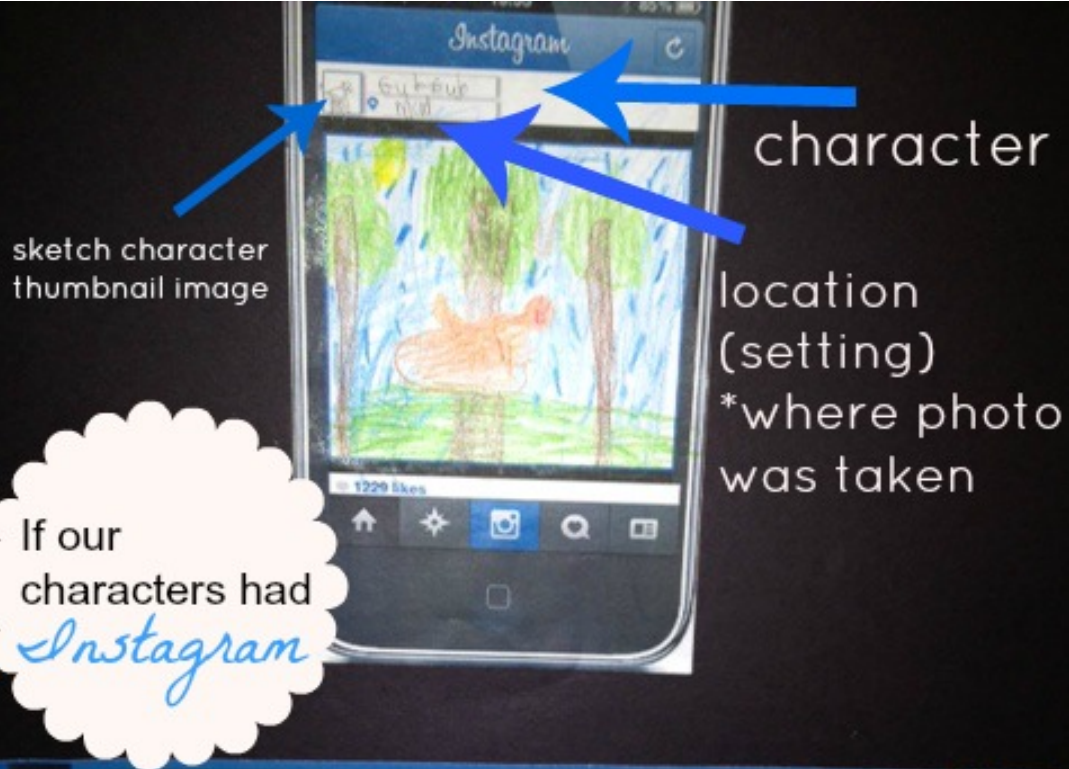 85%
Instagram
character
sketch character
thumbnail image
location
(setting)
*where photo
was taken
1229 likes
If our
characters had
Instagram